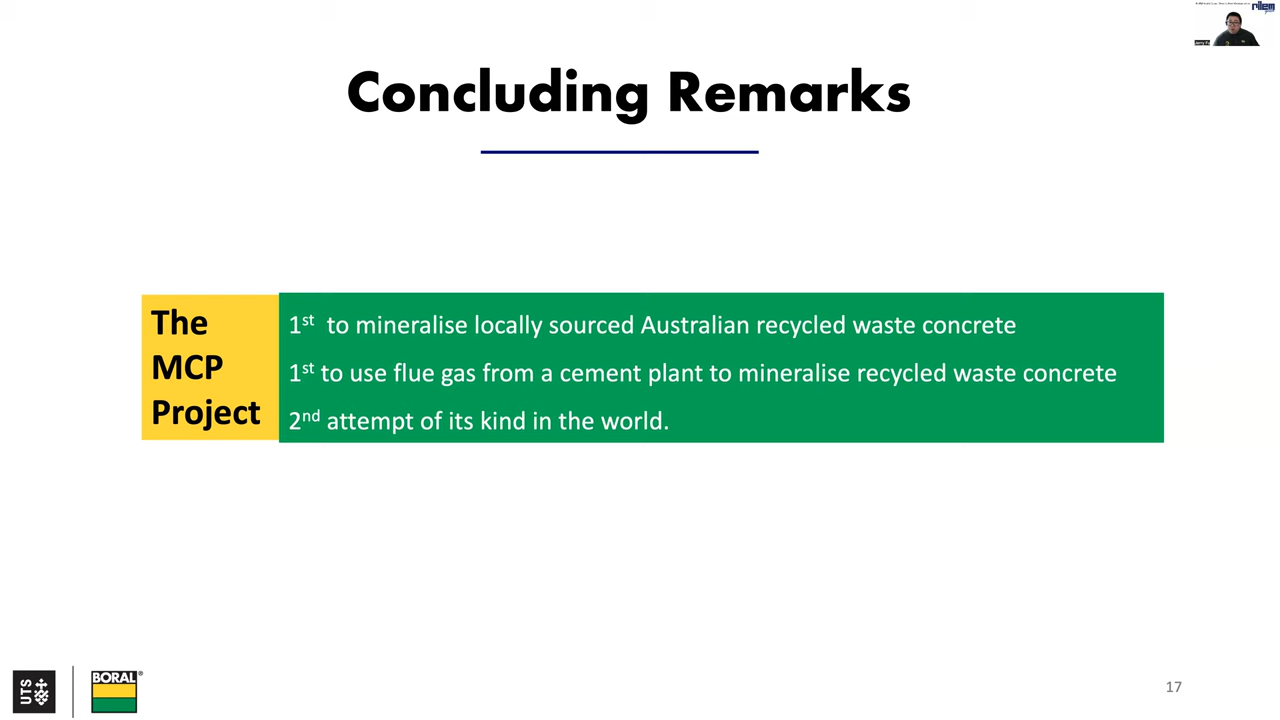 rilem
Concluding Remarks
The
MCP
Project
1st to mineralise locally sourced Australian recycled waste concrete
1st to use flue gas from a cement plant to mineralise recycled waste concrete
2nd attempt of its kind in the world.
UTS
BORAL®
17